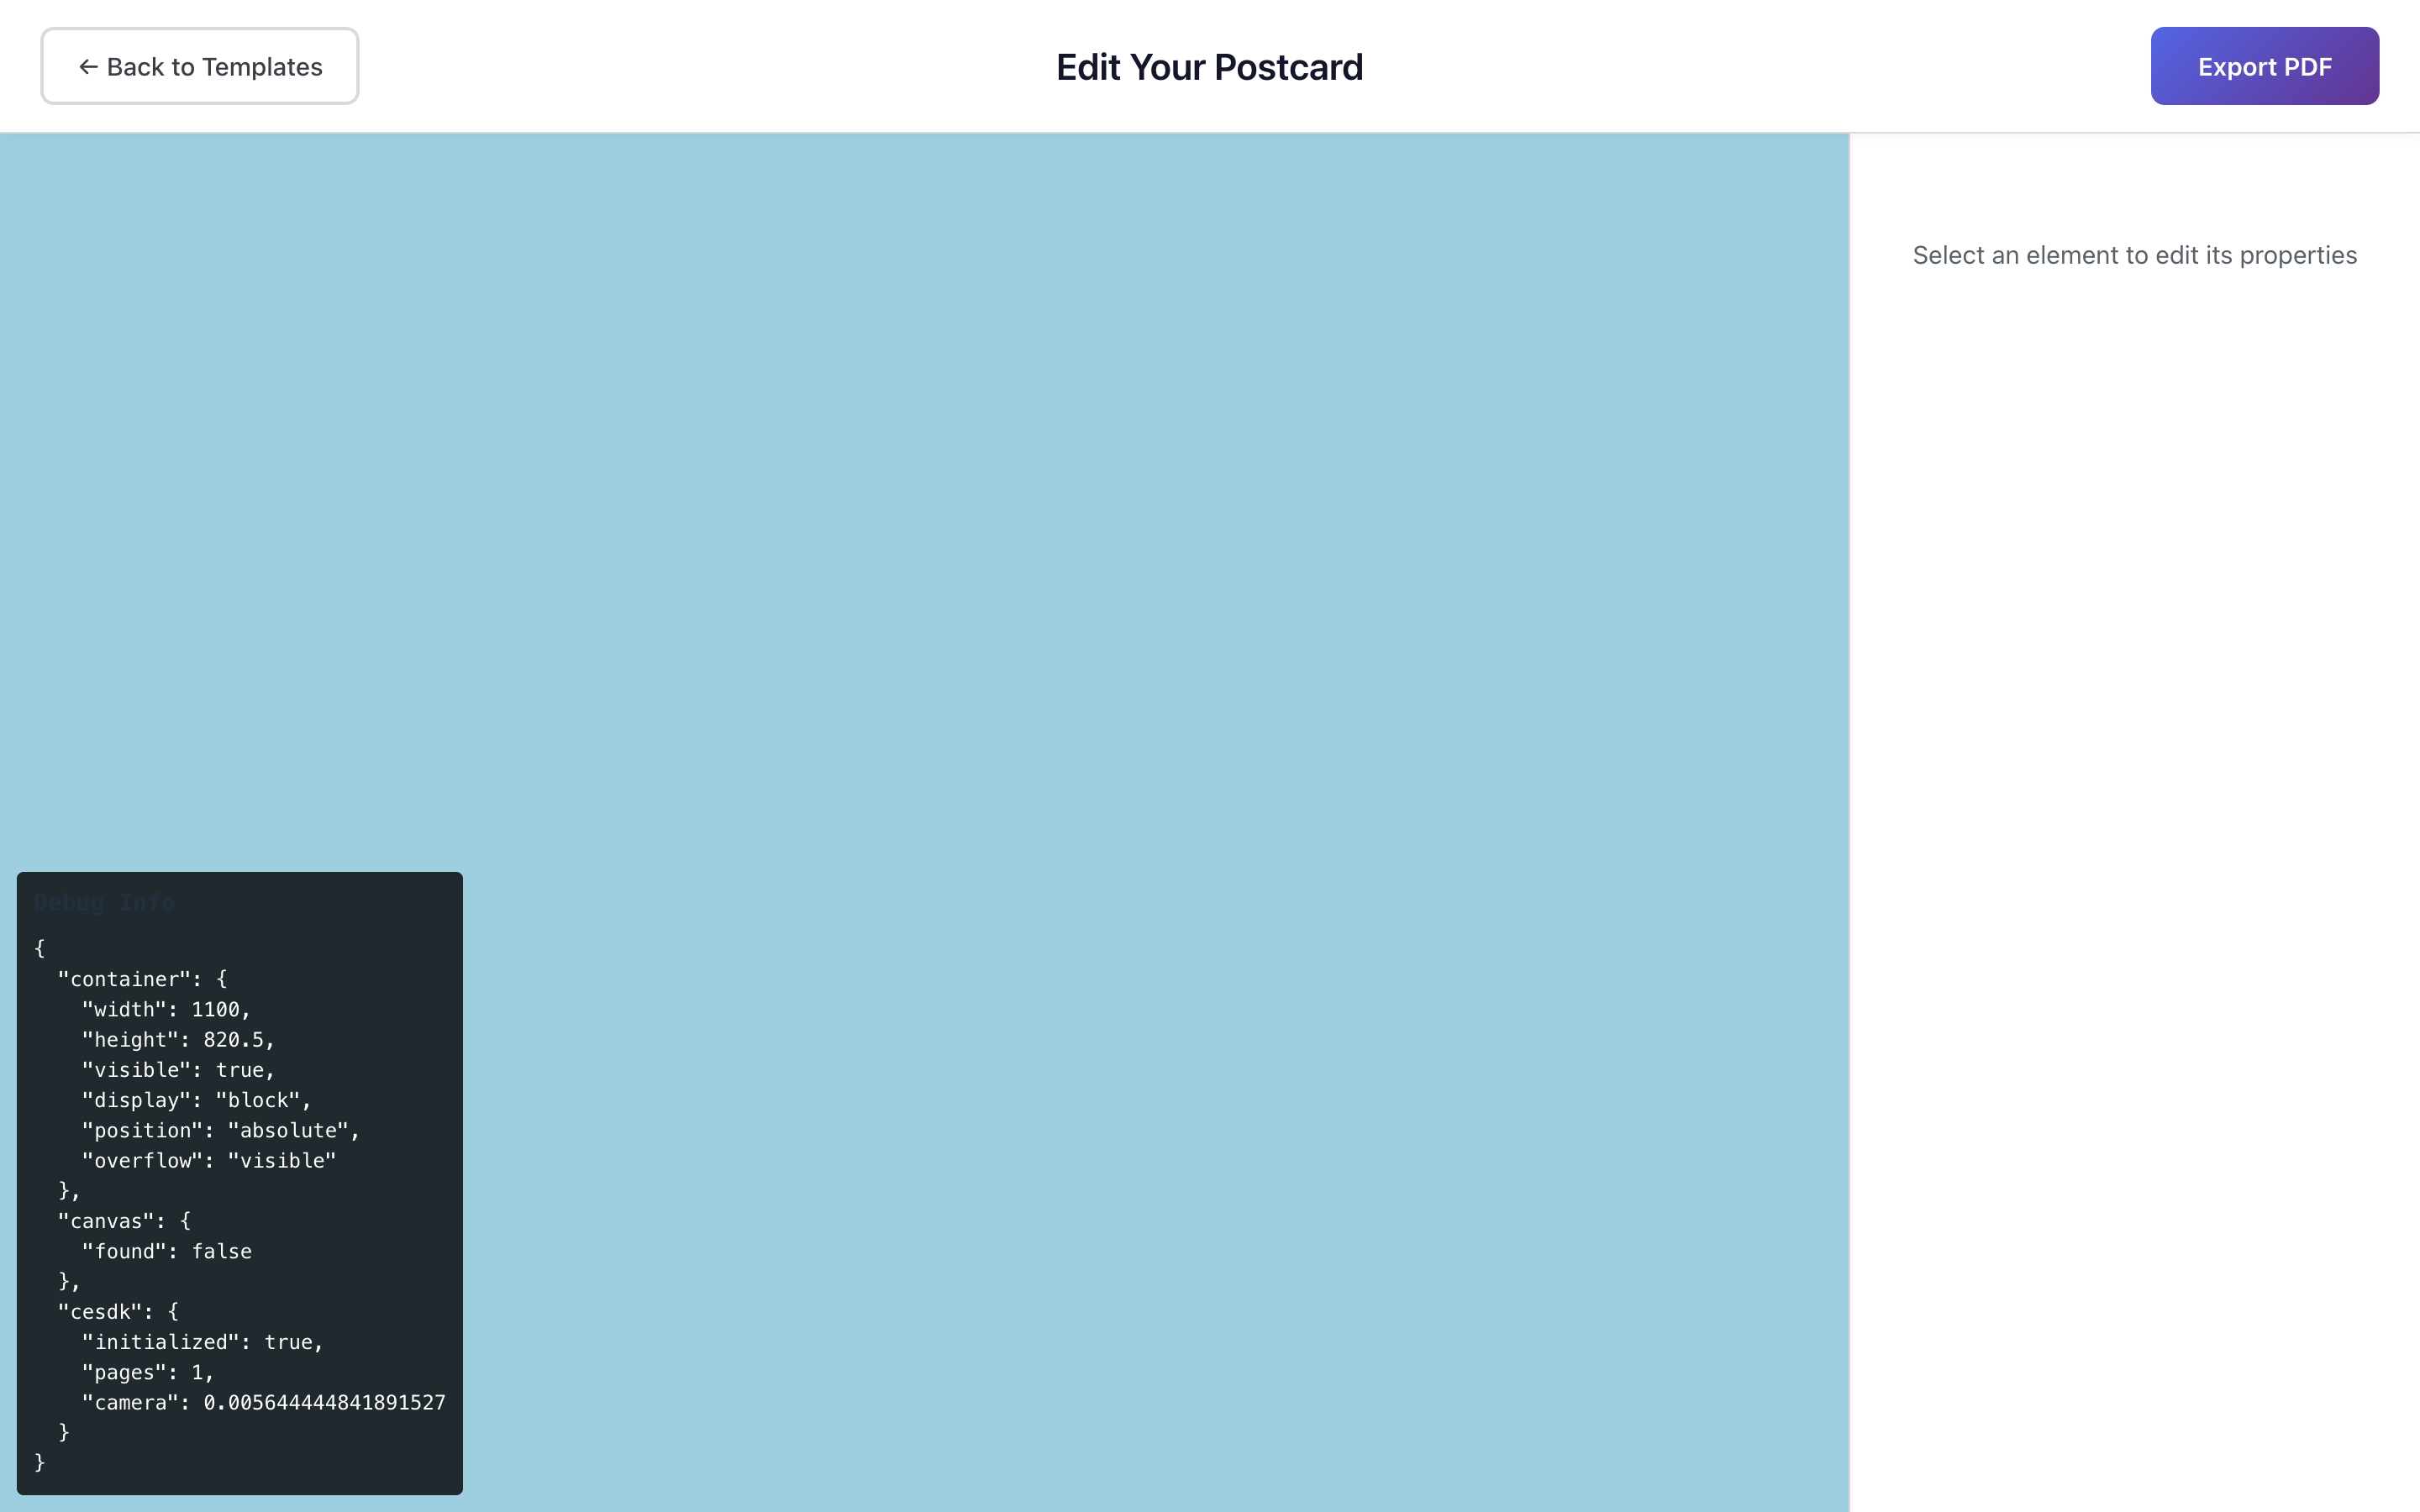 ← Back to Templates
Edit Your Postcard
Export PDF
Select an element to edit its properties
Debug Info
{
  "container": {
    "width": 1100,
    "height": 820.5,
    "visible": true,
    "display": "block",
    "position": "absolute",
    "overflow": "visible"
  },
  "canvas": {
    "found": false
  },
  "cesdk": {
    "initialized": true,
    "pages": 1,
    "camera": 0.005644444841891527
  }
}